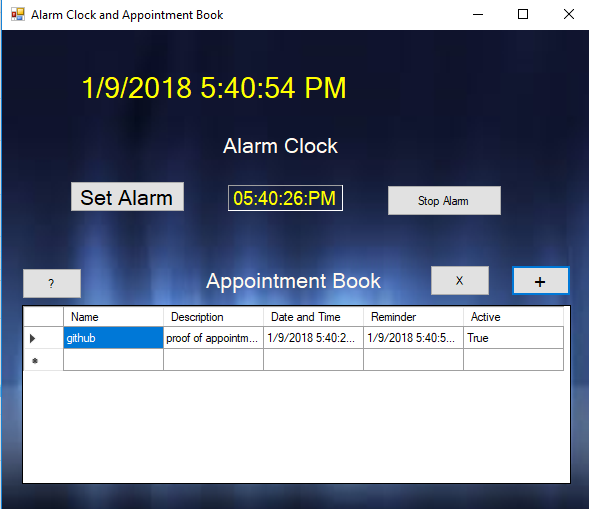 Alarm Clock and Appointment Book
1/9/2018 5:40:54 PM
Alarm Clock
Set Alarm 05:40:26:PM Stop Alarm
? Appointment Book X +
Name Description Date and Time Reminder Active
github proof of appointm... 1/9/2018 5:40:2... 1/9/2018 5:40:5... True